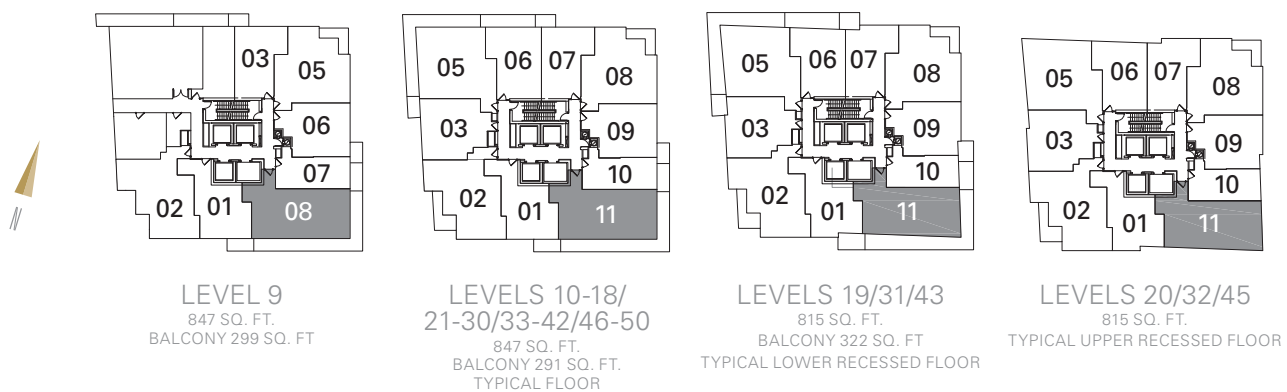 03
05
06
07
02
01
08
N
LEVEL 9
847 SQ. FT.
BALCONY 299 SQ. FT
05
06
07
08
03
09
10
02
01
11
LEVELS 10-18/
21-30/33-42/46-50
847 SQ. FT.
BALCONY 291 SQ. FT.
TYPICAL FLOOR
05
06
07
08
03
09
10
02
01
11
LEVELS 19/31/43
815 SQ. FT.
BALCONY 322 SQ. FT
TYPICAL LOWER RECESSED FLOOR
05
06
07
08
03
09
10
02
01
11
LEVELS 20/32/45
815 SQ. FT.
TYPICAL UPPER RECESSED FLOOR